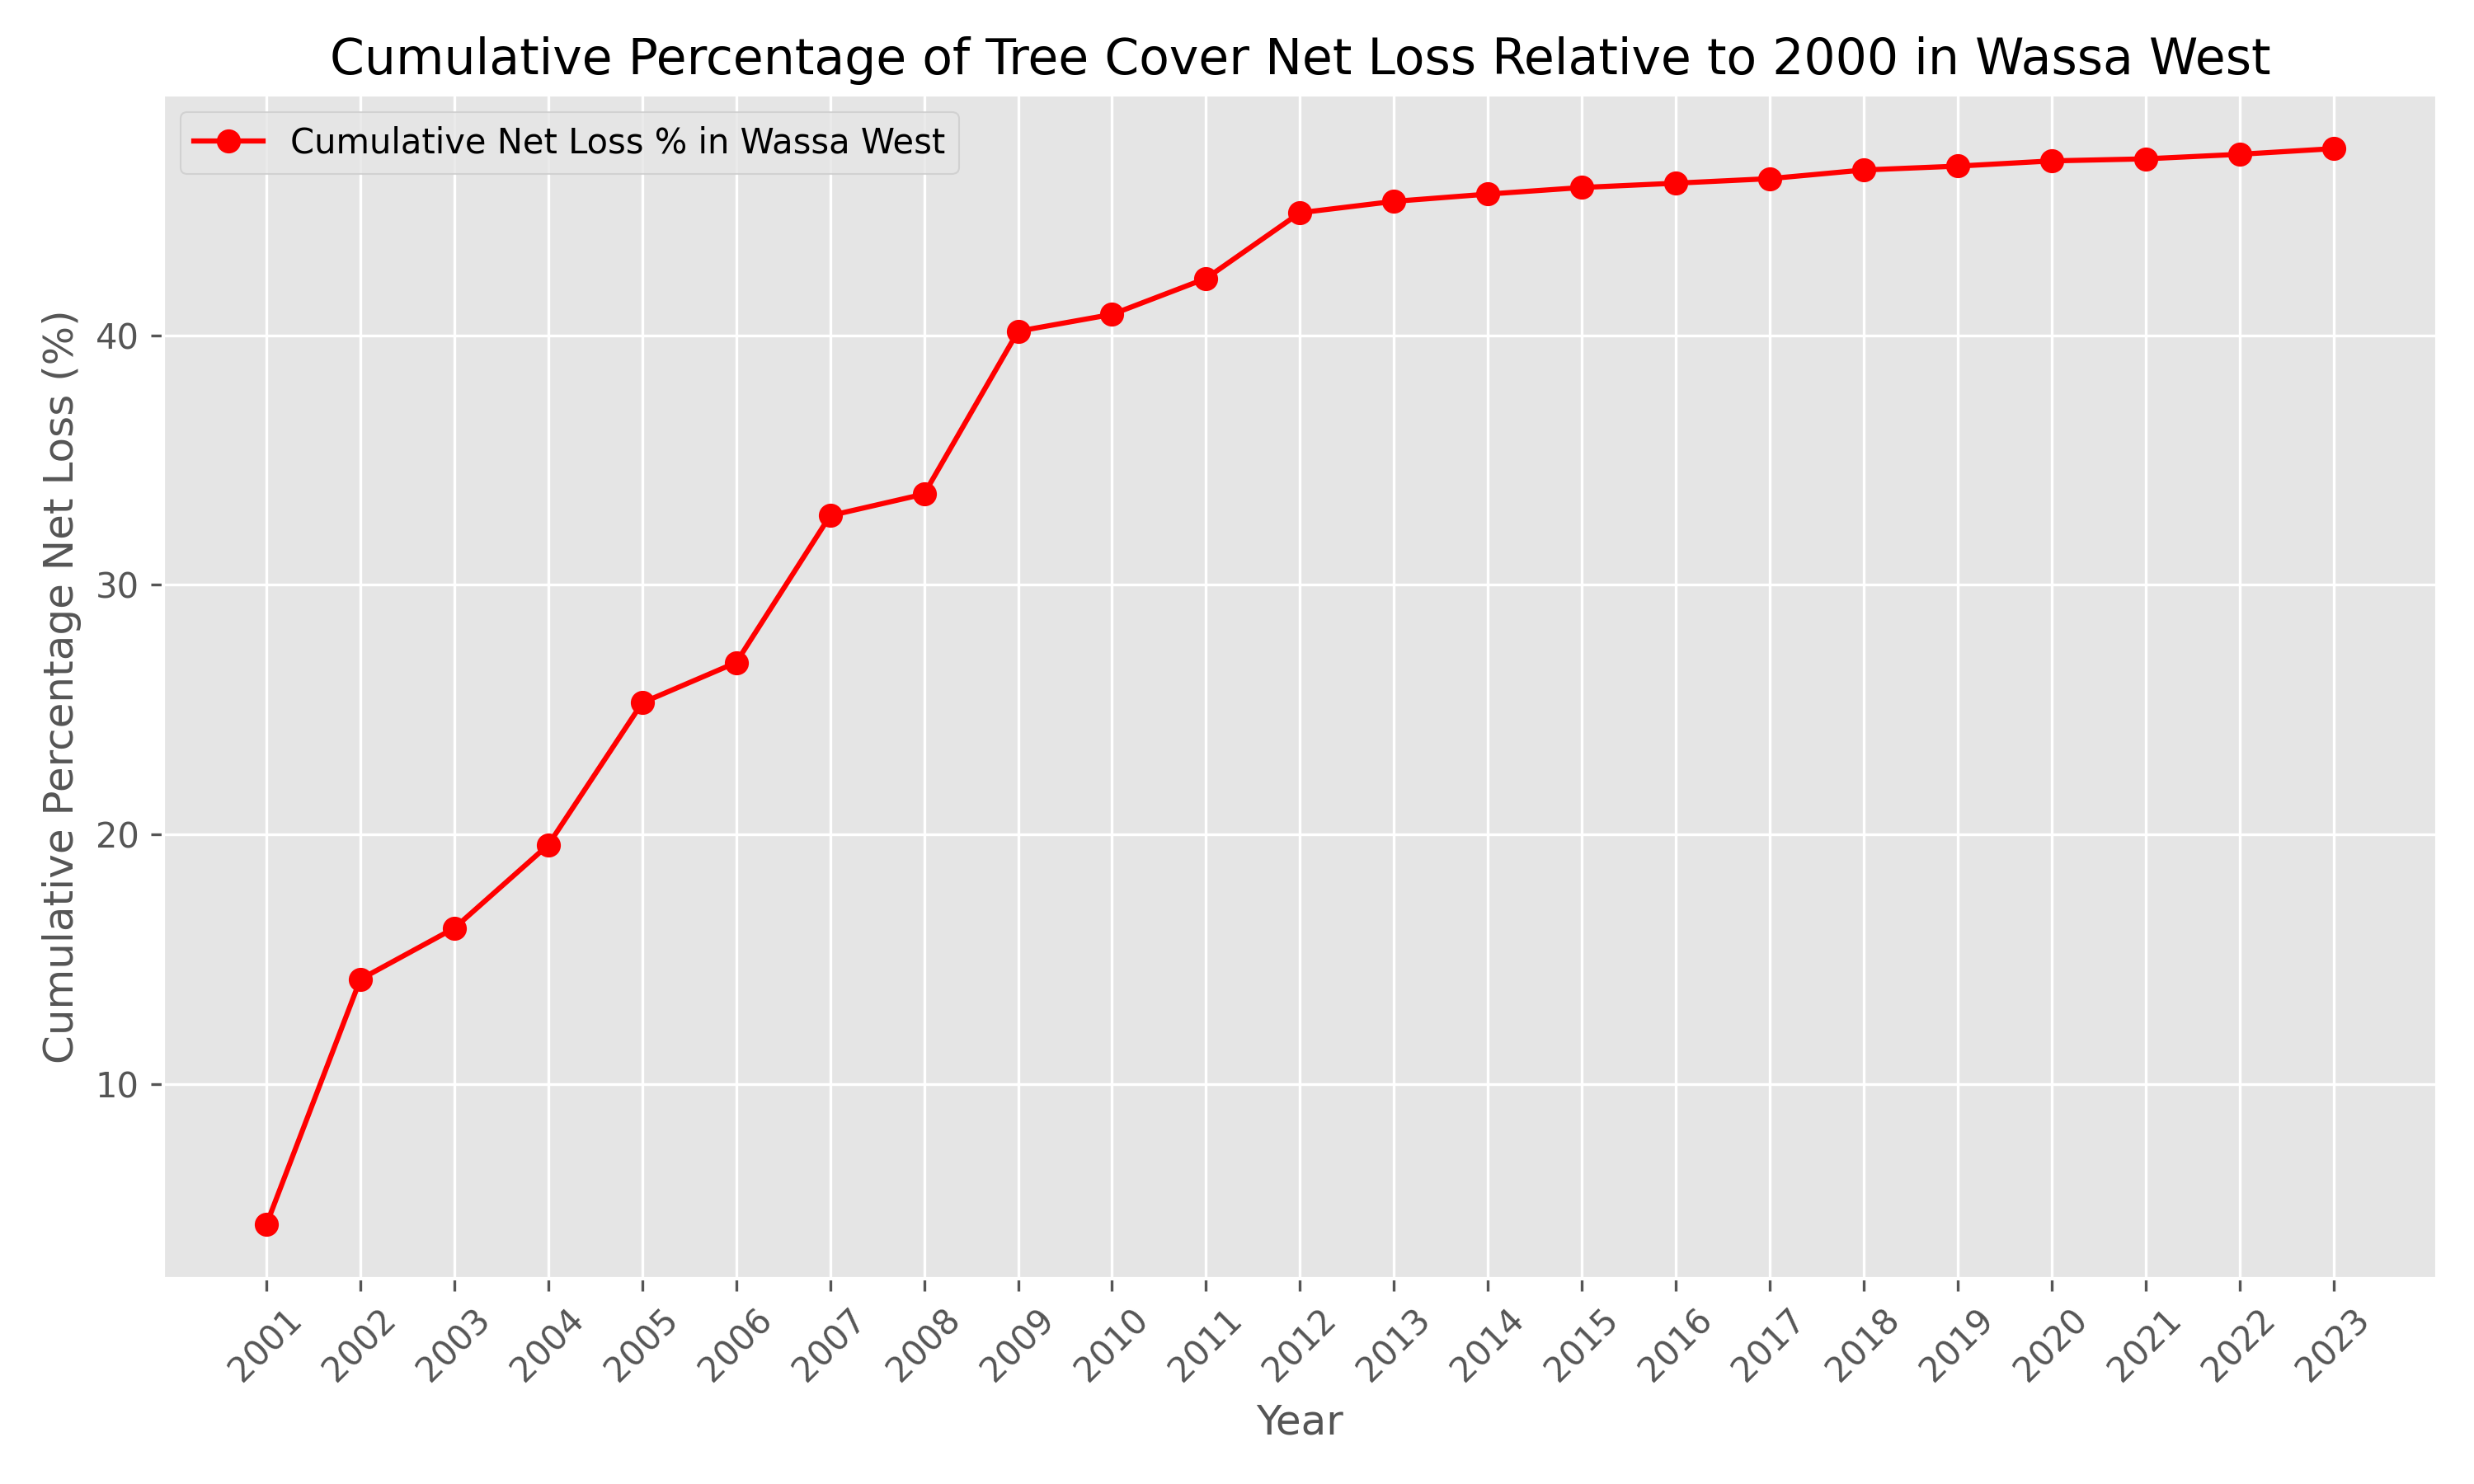 Cumulative Percentage of Tree Cover Net Loss Relative to 2000 in Wassa West
Cumulative Net Loss % in Wassa West
Cumulative Percentage Net Loss (%)
40
30
20
10
2001 2002 2003 2004 2005 2006 2007 2008 2009 2010 2011 2012 2013 2014 2015 2016 2017 2018 2019 2020 2021 2022 2023
Year